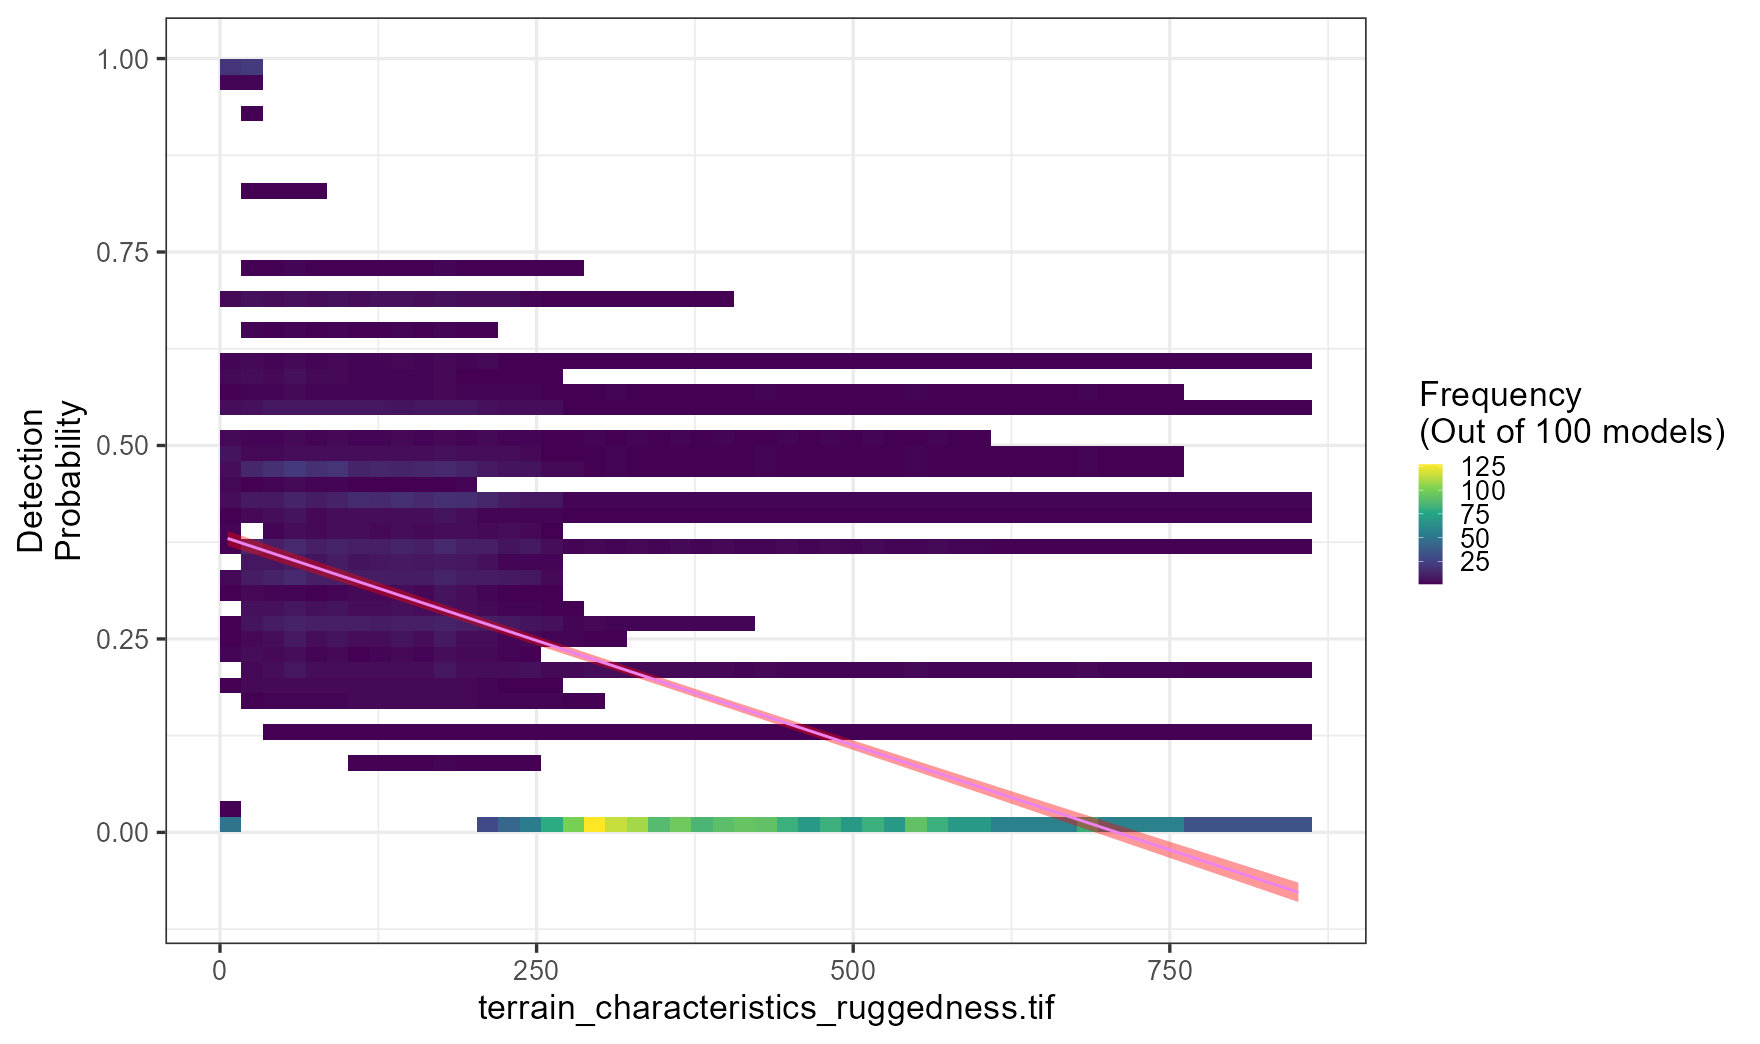 1.00
0.75
0.50
0.25
0.00
Detection
Probability
0
250
500
750
terrain_characteristics_ruggedness.tif
Frequency
(Out of 100 models)
125
100
75
50
25